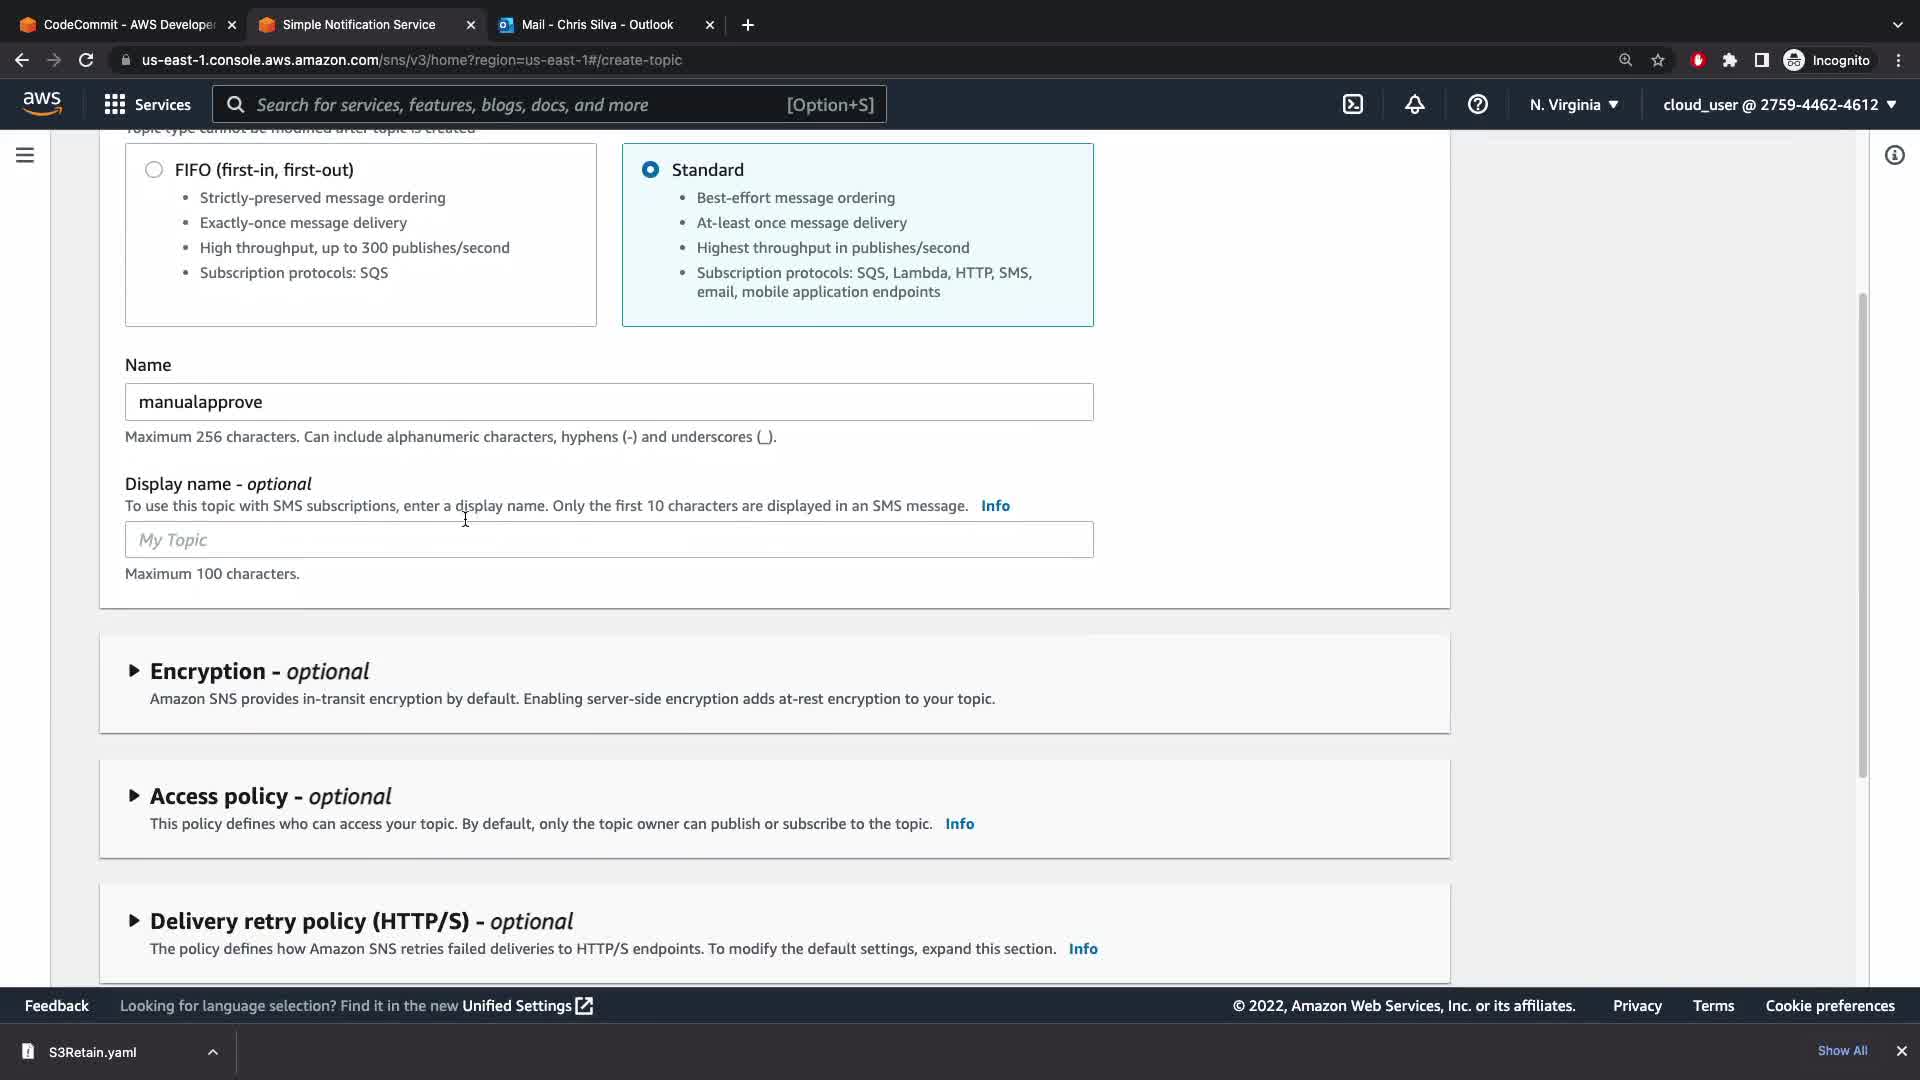 CodeCommit - AWS Develope
Simple Notification Service
Mail - Chris Silva - Outlook
us-east-1.console.aws.amazon.com/sns/v3/home?region=us-east-1#/create-topic
Incognito
aws
Services
Search for services, features, blogs, docs, and more
[Option+S]
N. Virginia
cloud_user @ 2759-4462-4612
Topic type cannot be modified after topic is created
FIFO (first-in, first-out)
• Strictly-preserved message ordering
• Exactly-once message delivery
• High throughput, up to 300 publishes/second
• Subscription protocols: SQS
Standard
• Best-effort message ordering
• At-least once message delivery
• Highest throughput in publishes/second
• Subscription protocols: SQS, Lambda, HTTP, SMS,
email, mobile application endpoints
Name
manualapprove
Maximum 256 characters. Can include alphanumeric characters, hyphens (-) and underscores (_).
Display name - optional
To use this topic with SMS subscriptions, enter a display name. Only the first 10 characters are displayed in an SMS message. Info
My Topic
Maximum 100 characters.
Encryption - optional
Amazon SNS provides in-transit encryption by default. Enabling server-side encryption adds at-rest encryption to your topic.
Access policy - optional
This policy defines who can access your topic. By default, only the topic owner can publish or subscribe to the topic. Info
Delivery retry policy (HTTP/S) - optional
The policy defines how Amazon SNS retries failed deliveries to HTTP/S endpoints. To modify the default settings, expand this section. Info
Feedback
Looking for language selection? Find it in the new Unified Settings
© 2022, Amazon Web Services, Inc. or its affiliates.
Privacy
Terms
Cookie preferences
S3Retain.yaml
Show All